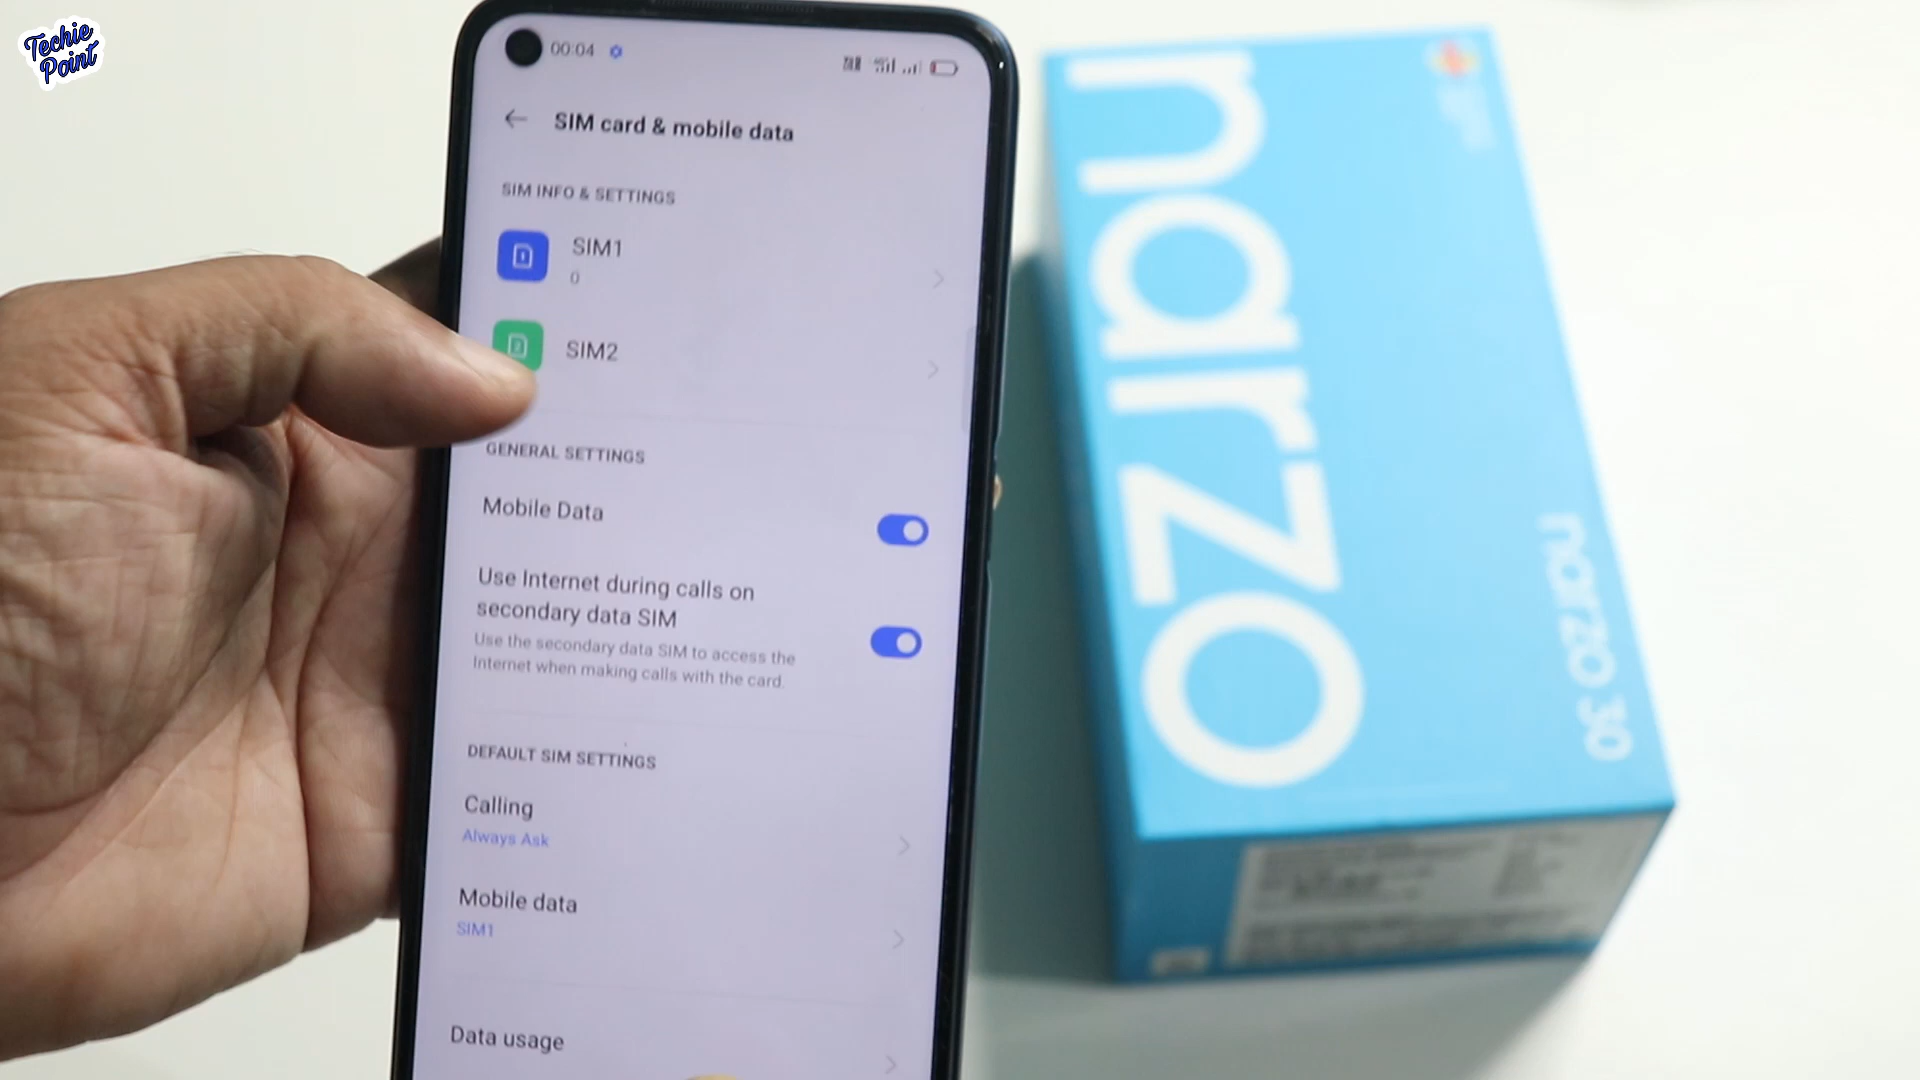 Techie
Point
00:04
SIM card & mobile data
SIM INFO & SETTINGS
SIM1
0
SIM2
GENERAL SETTINGS
Mobile Data
Use Internet during calls on
secondary data SIM
Use the secondary data SIM to access the
Internet when making calls with the card.
DEFAULT SIM SETTINGS
Calling
Always Ask
Mobile data
SIM1
Data usage
narzo
narzo 30